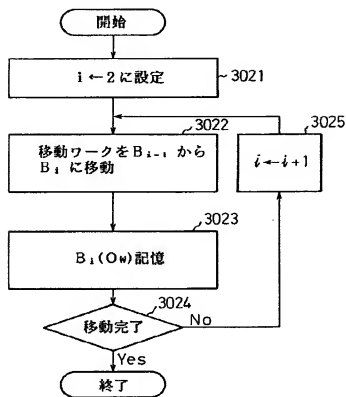 開始
i←2に設定
3021
3022
移動ワークをBi-1から
Biに移動
3025
i←i+1
3023
Bi(Ow)記憶
3024
移動完了
No
Yes
終了